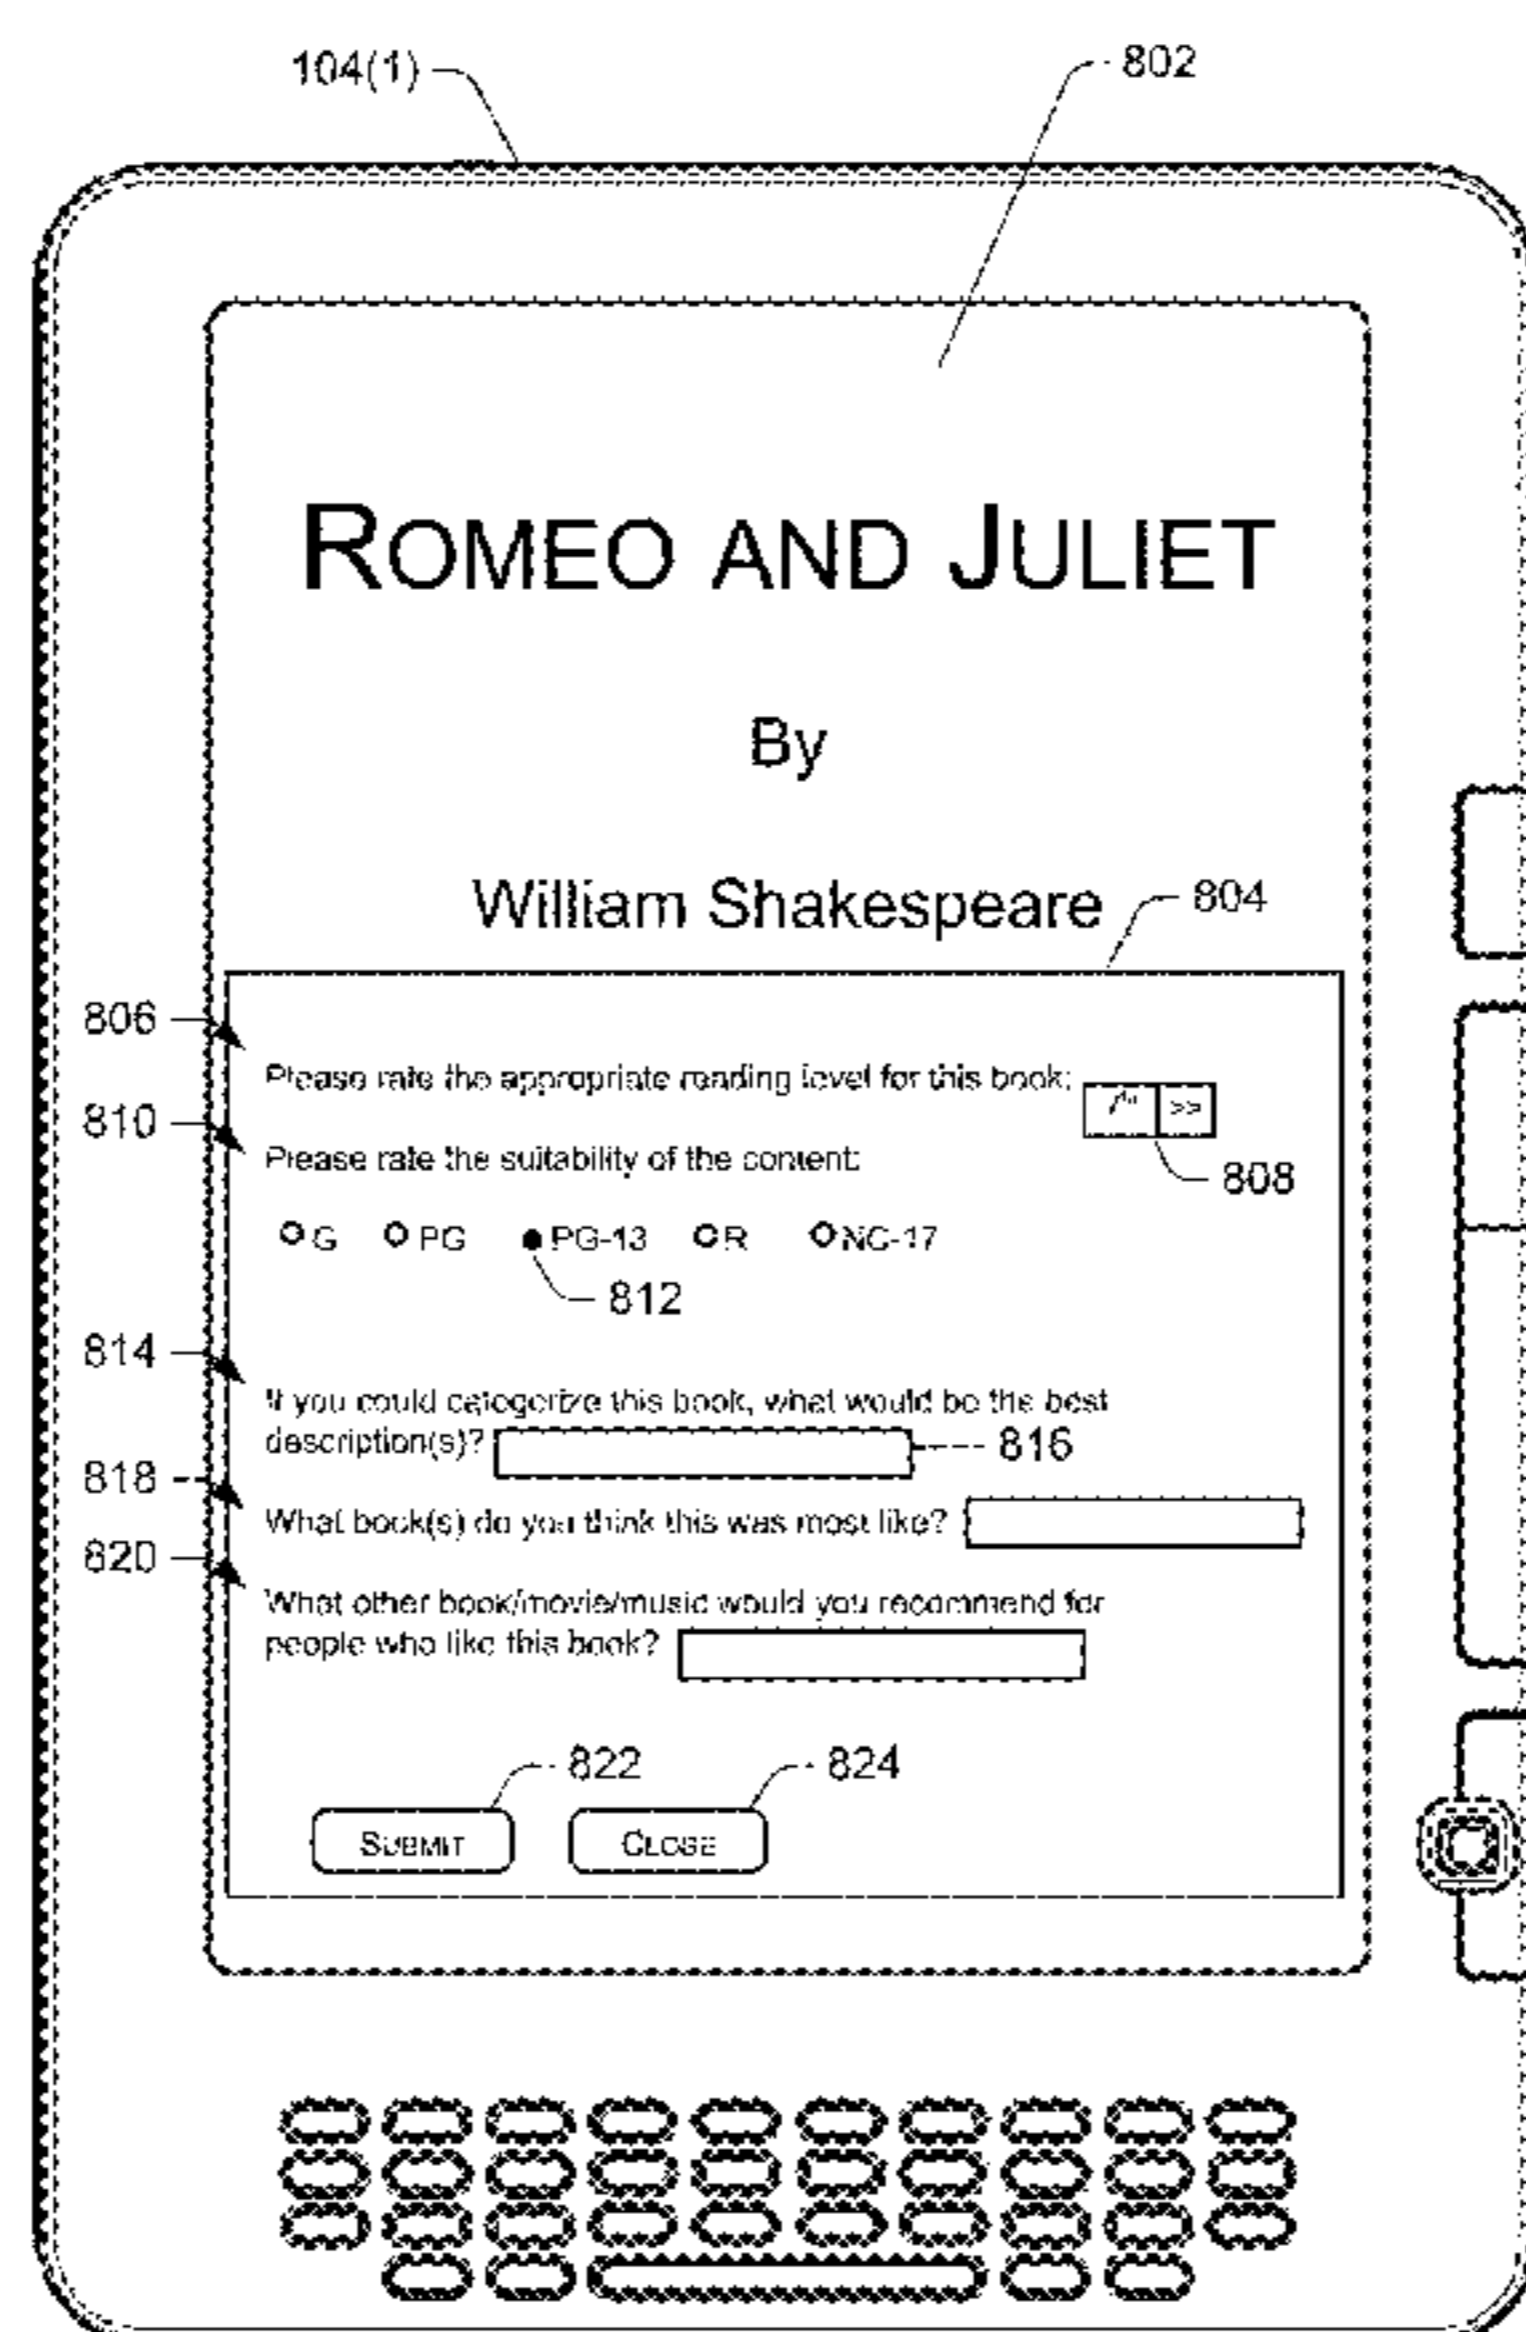 104(1) 802
ROMEO AND JULIET
By
William Shakespeare
804
806
Please rate the appropriate reading level for this book:
7th >>
808
810
Please rate the suitability of the content:
G PG PG-13 R NC-17
812
814
If you could categorize this book, what would be the best
description(s)?
816
818
What book(s) do you think this was most like?
820
What other book/movie/music would you recommend for
people who like this book?
822 824
SUBMIT CLOSE